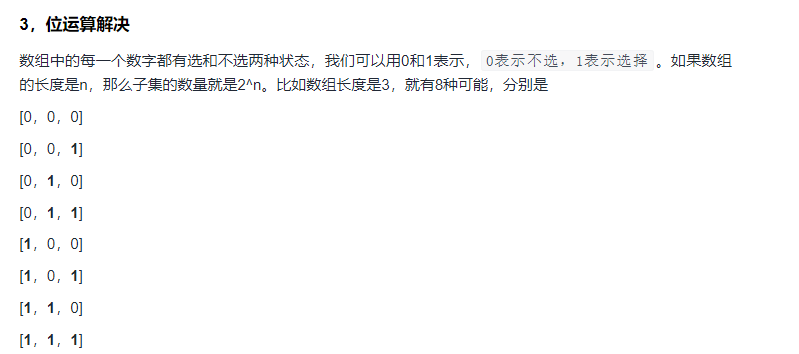 3，位运算解决
数组中的每一个数字都有选和不选两种状态，我们可以用0和1表示，0表示不选，1表示选择。如果数组
的长度是n，那么子集的数量就是2^n。比如数组长度是3，就有8种可能，分别是
[0，0，0]
[0，0，1]
[0，1，0]
[0，1，1]
[1，0，0]
[1，0，1]
[1，1，0]
[1，1，1]